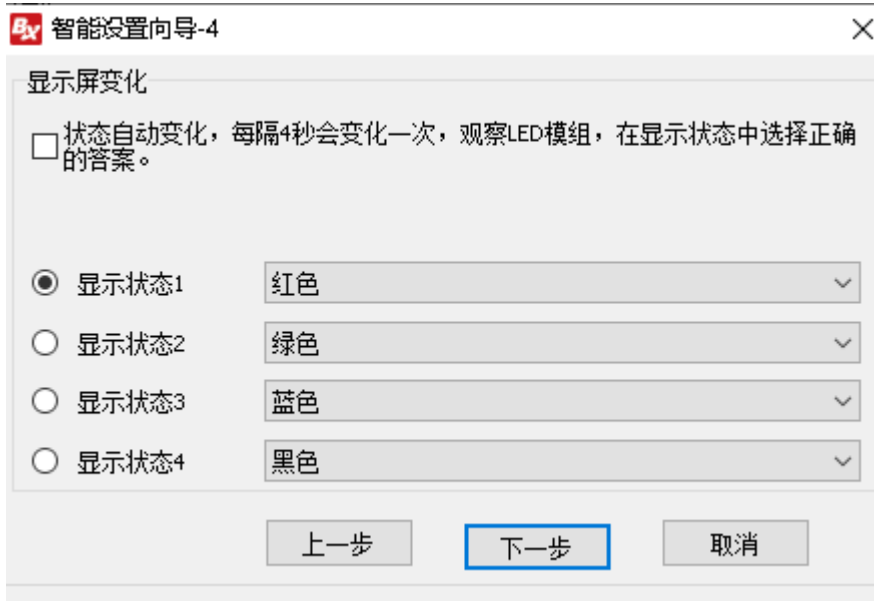 BX 智能设置向导-4
显示屏变化
状态自动变化，每隔4秒会变化一次，观察LED模组，在显示状态中选择正确
的答案。
显示状态1 红色
显示状态2 绿色
显示状态3 蓝色
显示状态4 黑色
上一步 下一步 取消